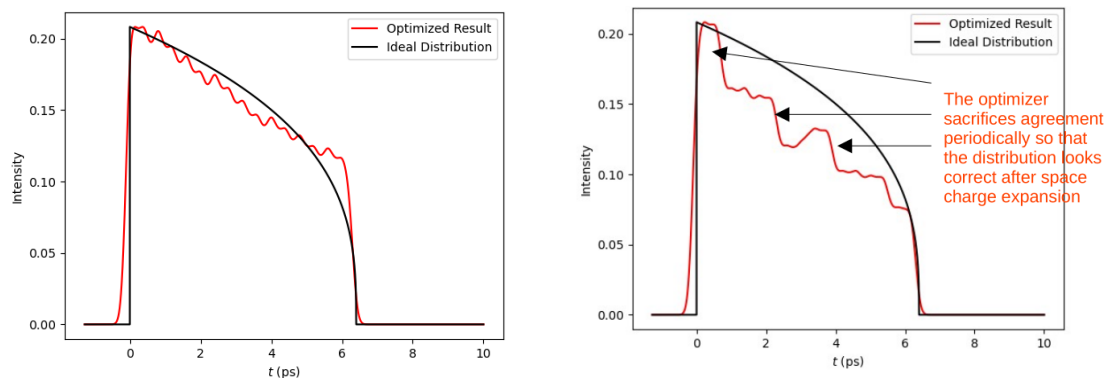 Optimized Result
Ideal Distribution
0.20
0.15
0.10
0.05
0.00
Intensity
0
2
4
6
8
10
t (ps)
Optimized Result
Ideal Distribution
0.20
0.15
0.10
0.05
0.00
Intensity
0
2
4
6
8
10
t (ps)
The optimizer
sacrifices agreement
periodically so that
the distribution looks
correct after space
charge expansion